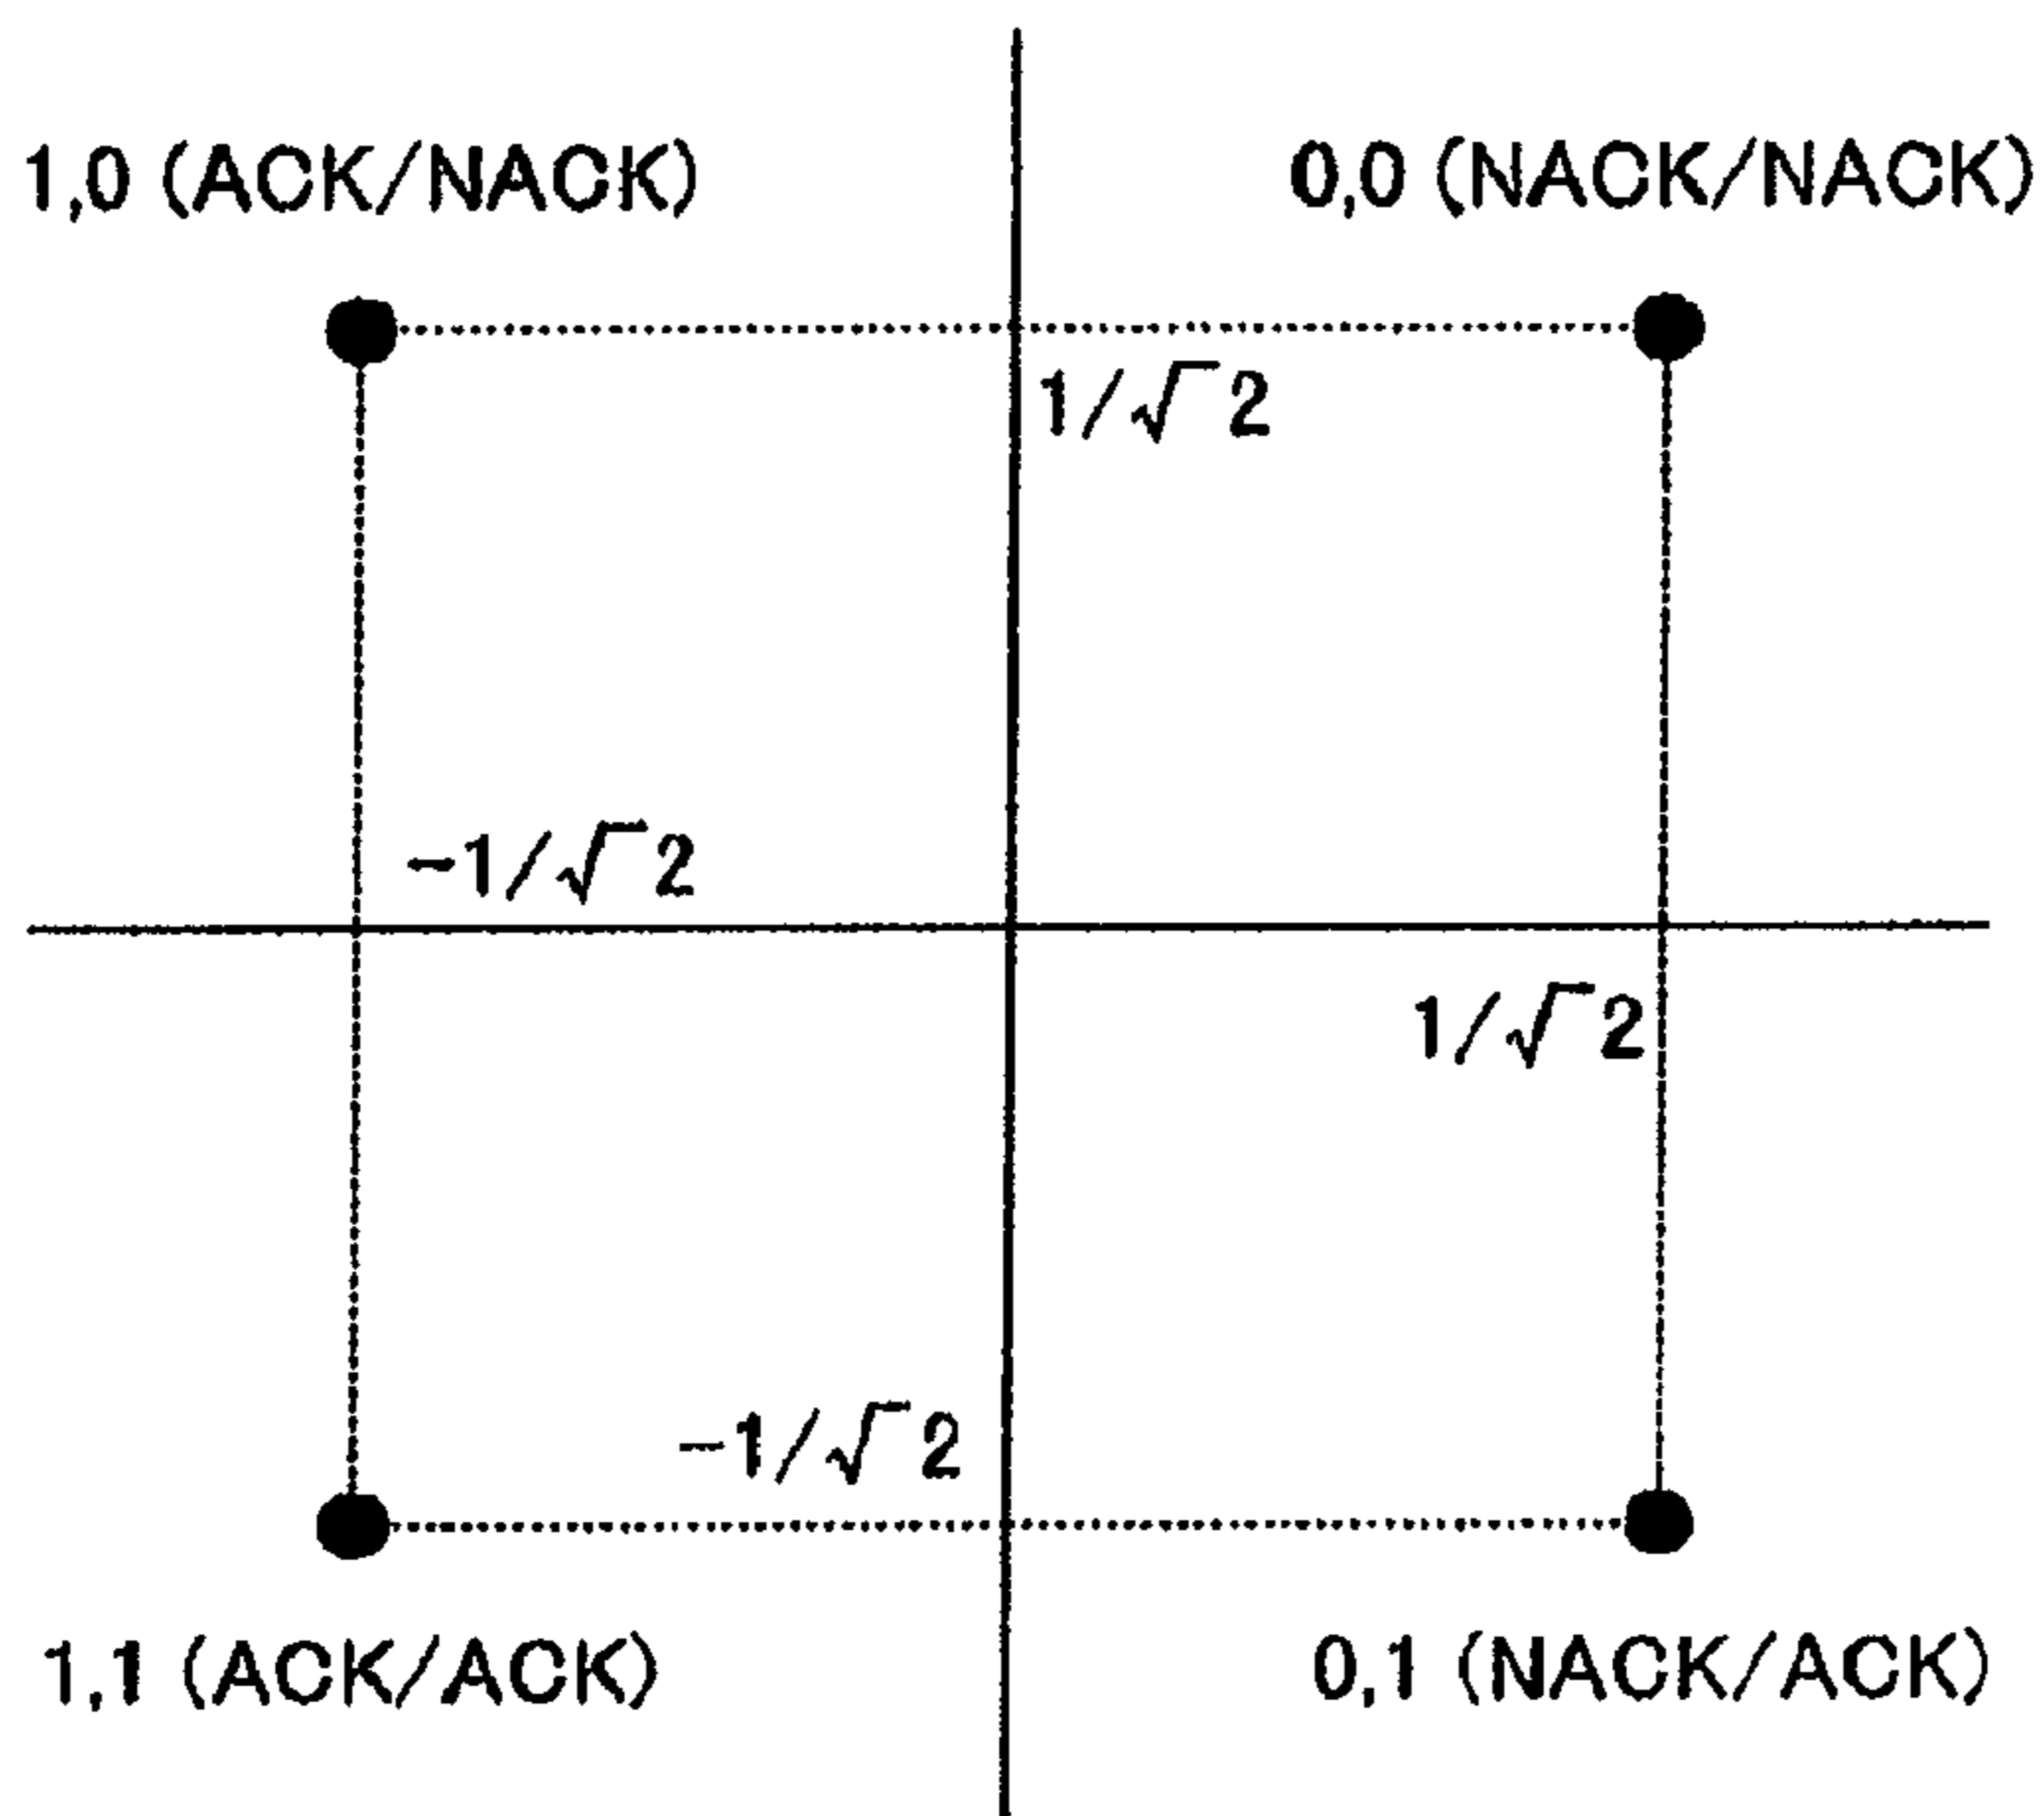 1,0 (ACK/NACK)
0,0 (NACK/NACK)
1/√2
-1/√2
1/√2
-1/√2
1,1 (ACK/ACK)
0,1 (NACK/ACK)